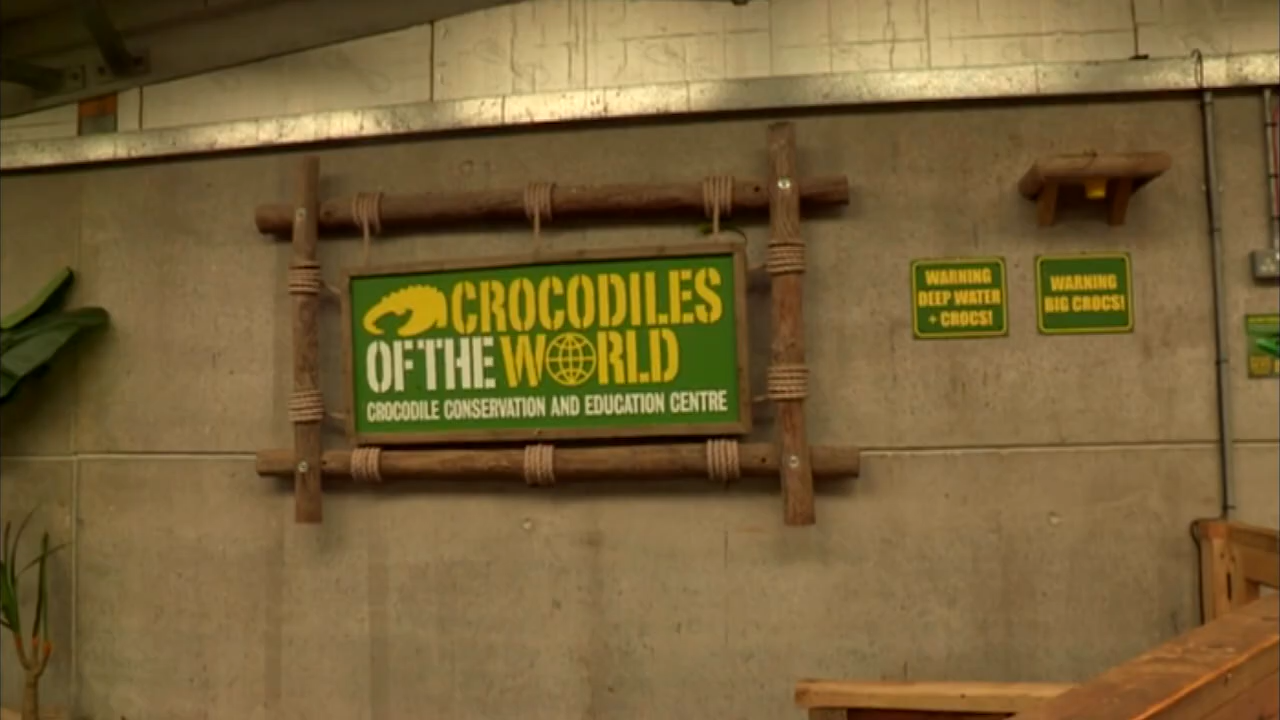 CROCODILES
OF THE WORLD
CROCODILE CONSERVATION AND EDUCATION CENTRE
WARNING
DEEP WATER
+ CROCS!
WARNING
BIG CROCS!